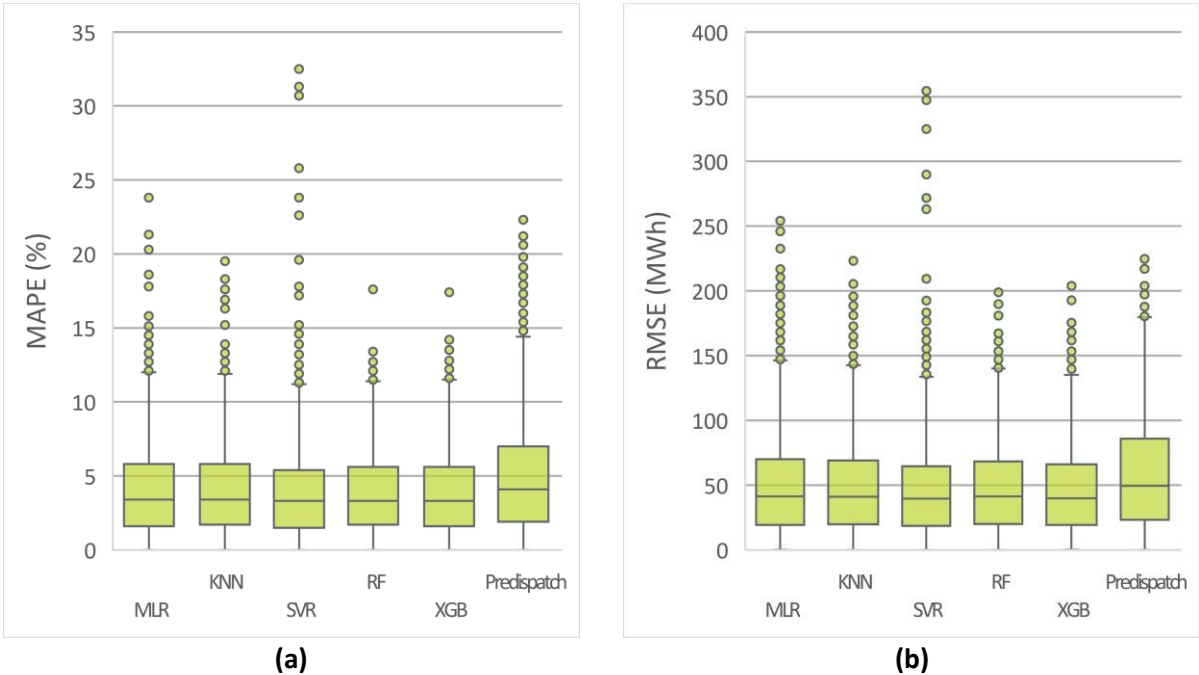 35
30
25
20
15
10
5
0
MAPE (%)
KNN RF Predispatch
MLR SVR XGB
(a)
400
350
300
250
200
150
100
50
0
RMSE (MWh)
KNN RF Predispatch
MLR SVR XGB
(b)